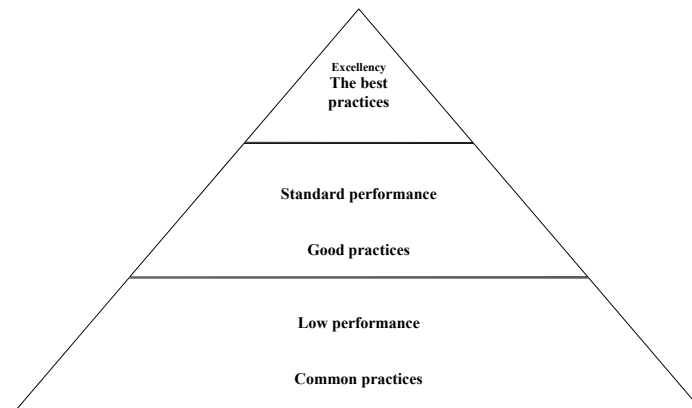 Excellency
The best
practices
Standard performance
Good practices
Low performance
Common practices